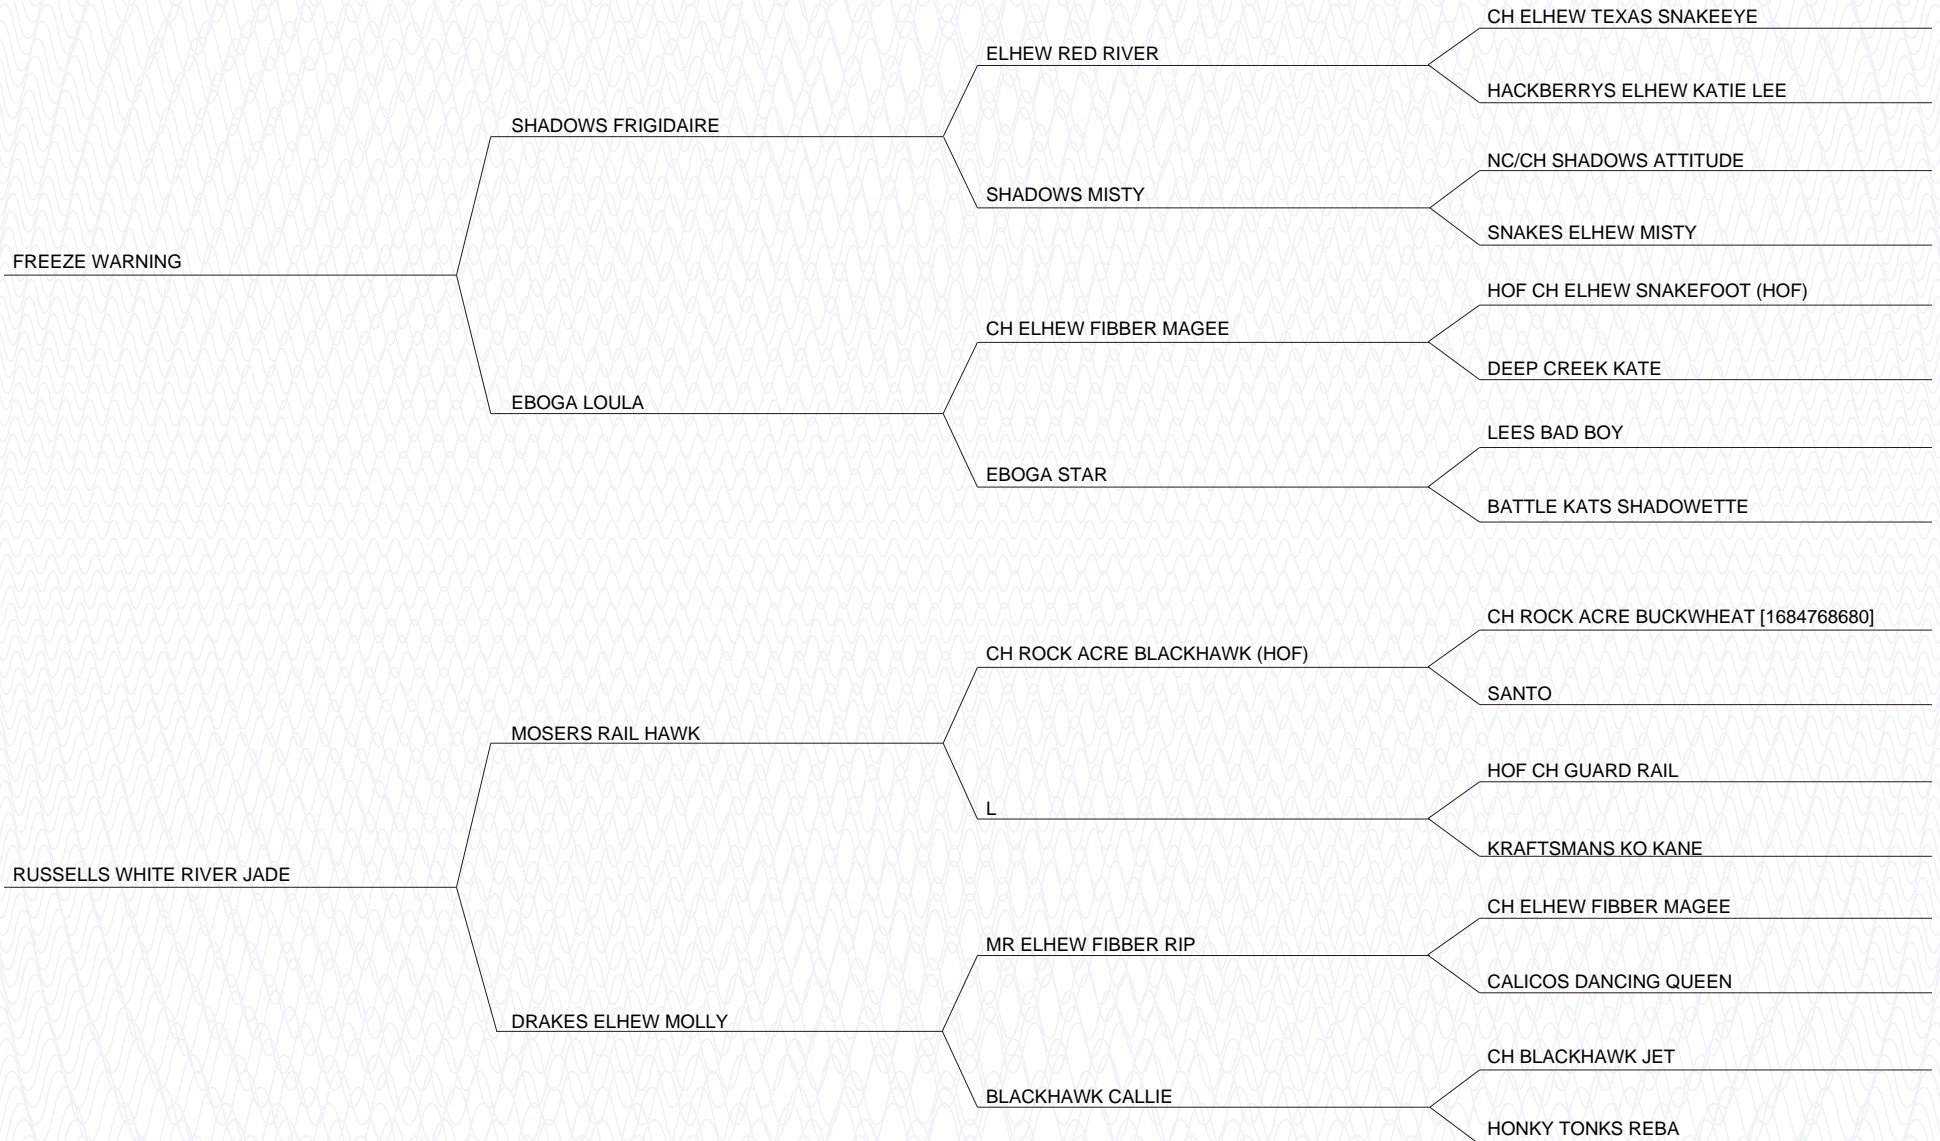 CH ELHEW TEXAS SNAKEEYE
ELHEW RED RIVER
HACKBERRYS ELHEW KATIE LEE
SHADOWS FRIGIDAIRE
NC/CH SHADOWS ATTITUDE
SHADOWS MISTY
SNAKES ELHEW MISTY
FREEZE WARNING
HOF CH ELHEW SNAKEFOOT (HOF)
CH ELHEW FIBBER MAGEE
DEEP CREEK KATE
EBOGA LOULA
LEES BAD BOY
EBOGA STAR
BATTLE KATS SHADOWETTE
CH ROCK ACRE BUCKWHEAT [1684768680]
CH ROCK ACRE BLACKHAWK (HOF)
SANTO
MOSERS RAIL HAWK
HOF CH GUARD RAIL
L
KRAFTSMANS KO KANE
RUSSELLS WHITE RIVER JADE
CH ELHEW FIBBER MAGEE
MR ELHEW FIBBER RIP
CALICOS DANCING QUEEN
DRAKES ELHEW MOLLY
CH BLACKHAWK JET
BLACKHAWK CALLIE
HONKY TONKS REBA